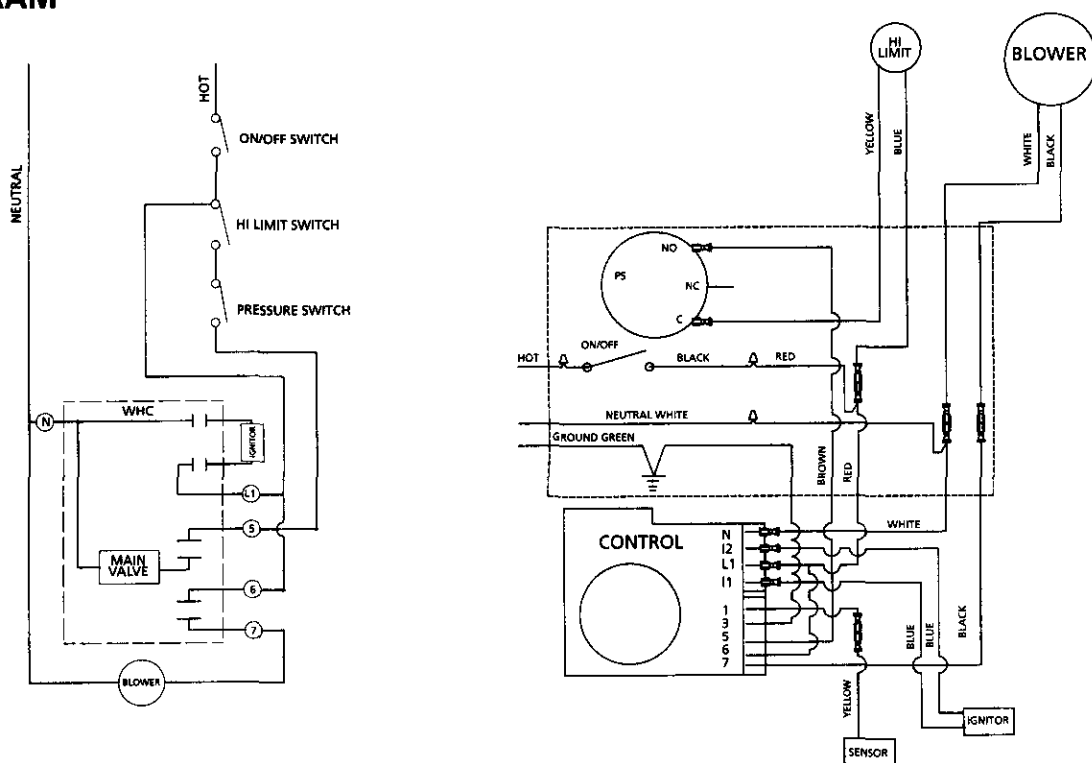 HOT
NEUTRAL
ON/OFF SWITCH
HI LIMIT SWITCH
PRESSURE SWITCH
N
WHC
IGNITOR
L1
5
MAIN
VALVE
6
7
BLOWER
HI
LIMIT
BLOWER
YELLOW
BLUE
WHITE
BLACK
NO
PS
NC
C
ON/OFF
HOT
BLACK
RED
NEUTRAL WHITE
GROUND GREEN
BROWN
RED
WHITE
CONTROL
N
I2
L1
I1
1
3
5
6
7
BLUE
BLUE
BLACK
YELLOW
IGNITOR
SENSOR